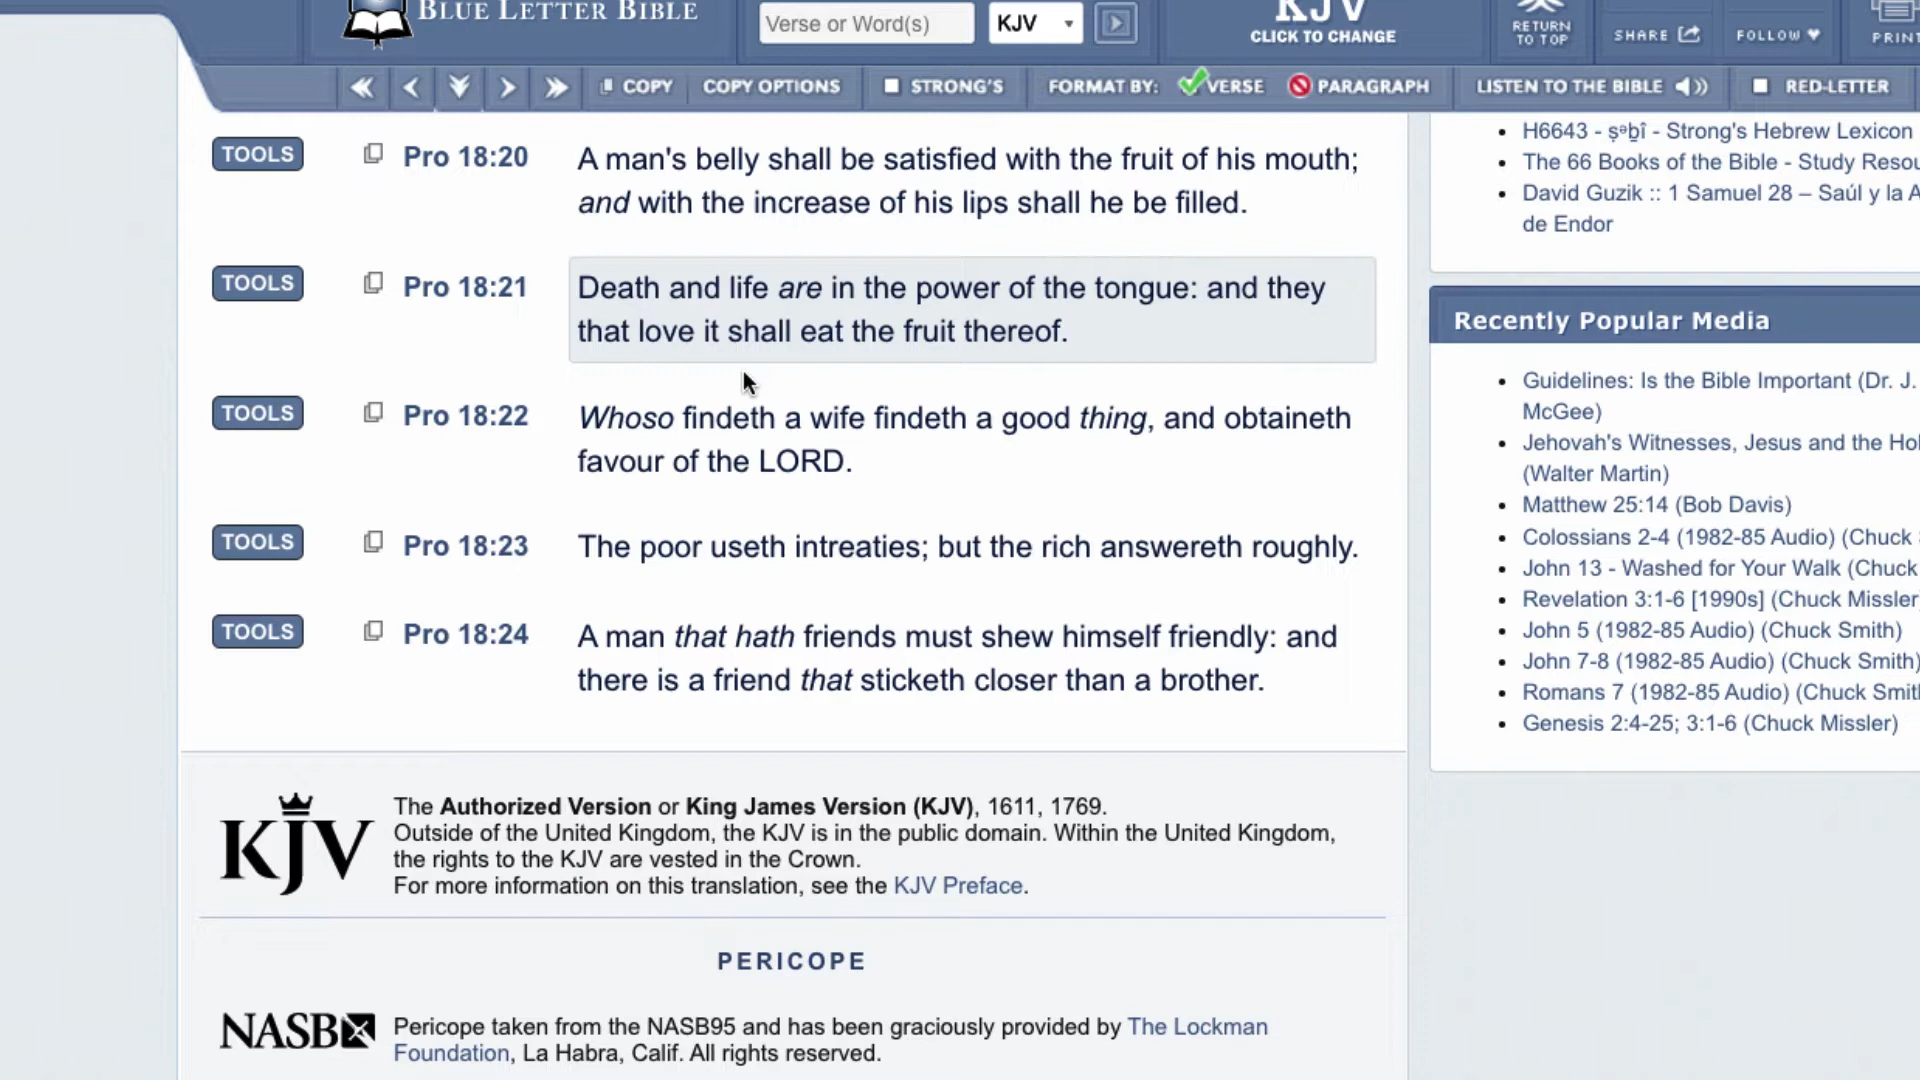 BLUE LETTER BIBLE
Verse or Word(s)
KJV
KJV
CLICK TO CHANGE
RETURN
TO TOP
SHARE
FOLLOW
PRINT
COPY
COPY OPTIONS
STRONG'S
FORMAT BY:
VERSE
PARAGRAPH
LISTEN TO THE BIBLE
RED-LETTER
TOOLS
Pro 18:20
A man's belly shall be satisfied with the fruit of his mouth;
and with the increase of his lips shall he be filled.
TOOLS
Pro 18:21
Death and life are in the power of the tongue: and they
that love it shall eat the fruit thereof.
TOOLS
Pro 18:22
Whoso findeth a wife findeth a good thing, and obtaineth
favour of the LORD.
TOOLS
Pro 18:23
The poor useth intreaties; but the rich answereth roughly.
TOOLS
Pro 18:24
A man that hath friends must shew himself friendly: and
there is a friend that sticketh closer than a brother.
KJV
The Authorized Version or King James Version (KJV), 1611, 1769.
Outside of the United Kingdom, the KJV is in the public domain. Within the United Kingdom,
the rights to the KJV are vested in the Crown.
For more information on this translation, see the KJV Preface.
PERICOPE
NASB
Pericope taken from the NASB95 and has been graciously provided by The Lockman
Foundation, La Habra, Calif. All rights reserved.
H6643 - ṣᵊḇî - Strong's Hebrew Lexicon
The 66 Books of the Bible - Study
David Guzik :: 1 Samuel 28 – Saúl y la
de Endor
Recently Popular Media
Guidelines: Is the Bible Important (Dr. J.
McGee)
Jehovah's Witnesses, Jesus and the
(Walter Martin)
Matthew 25:14 (Bob Davis)
Colossians 2-4 (1982-85 Audio) (Chuck
John 13 - Washed for Your Walk (Chuck
Revelation 3:1-6 [1990s] (Chuck Missler
John 5 (1982-85 Audio) (Chuck Smith)
John 7-8 (1982-85 Audio) (Chuck Smith)
Romans 7 (1982-85 Audio) (Chuck
Genesis 2:4-25; 3:1-6 (Chuck Missler)